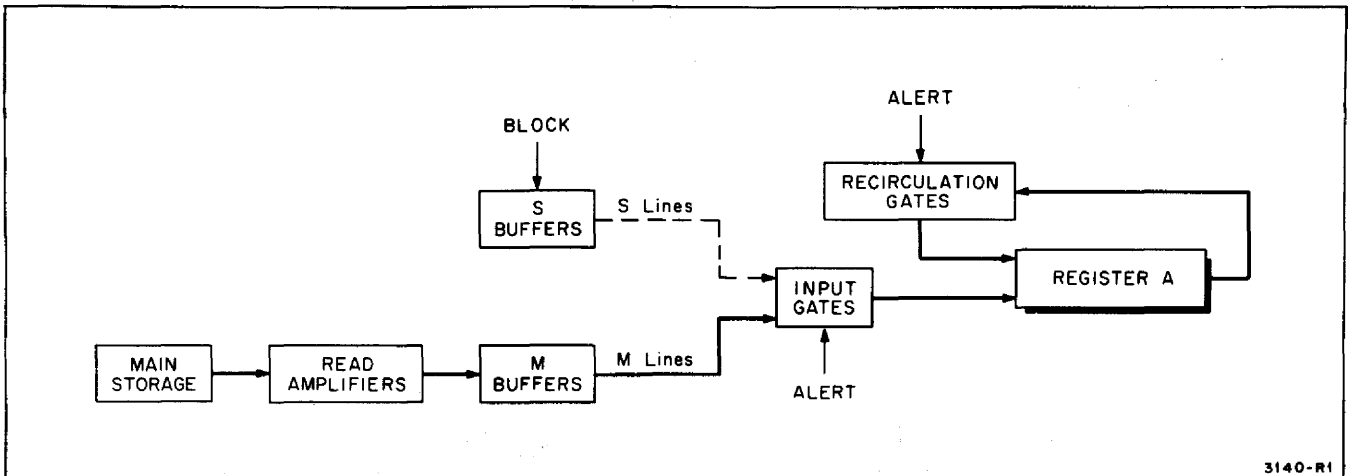 ALERT
BLOCK
RECIRCULATION
GATES
S
BUFFERS
S Lines
REGISTER A
INPUT
GATES
MAIN
STORAGE
READ
AMPLIFIERS
M
BUFFERS
M Lines
ALERT
3140-R1